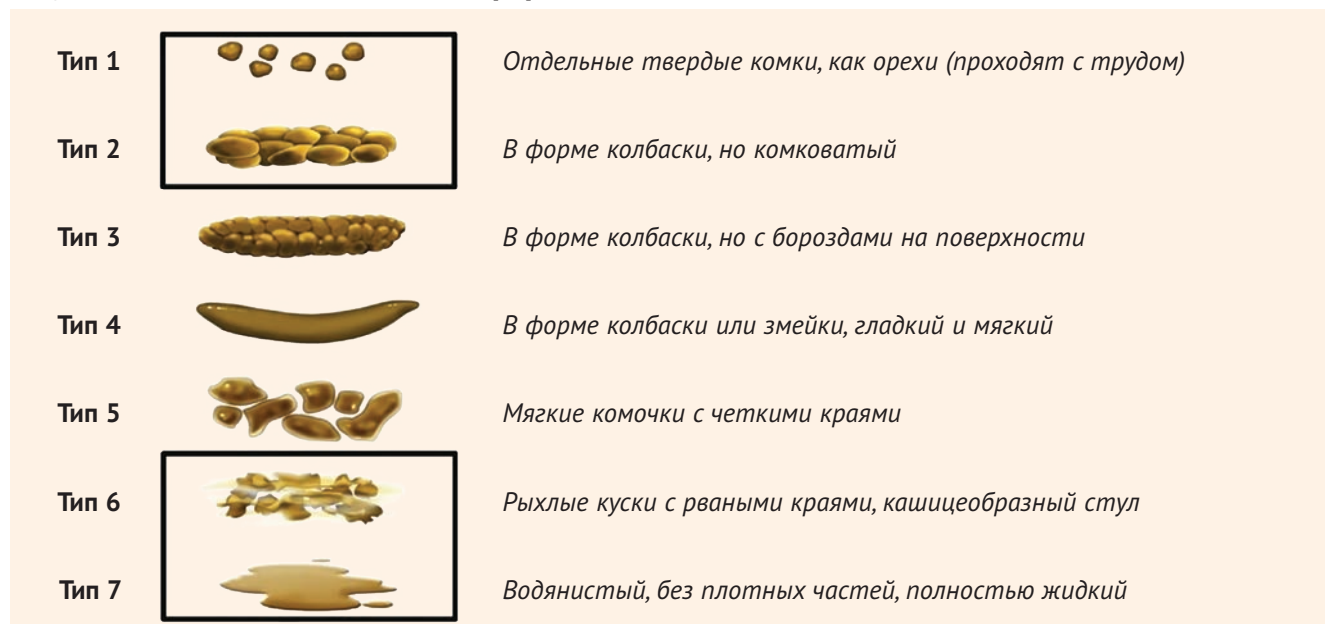 Тип 1 Отдельные твердые комки, как орехи (проходят с трудом)
Тип 2 В форме колбаски, но комковатый
Тип 3 В форме колбаски, но с бороздами на поверхности
Тип 4 В форме колбаски или змейки, гладкий и мягкий
Тип 5 Мягкие комочки с четкими краями
Тип 6 Рыхлые куски с рваными краями, кашицеобразный стул
Тип 7 Водянистый, без плотных частей, полностью жидкий